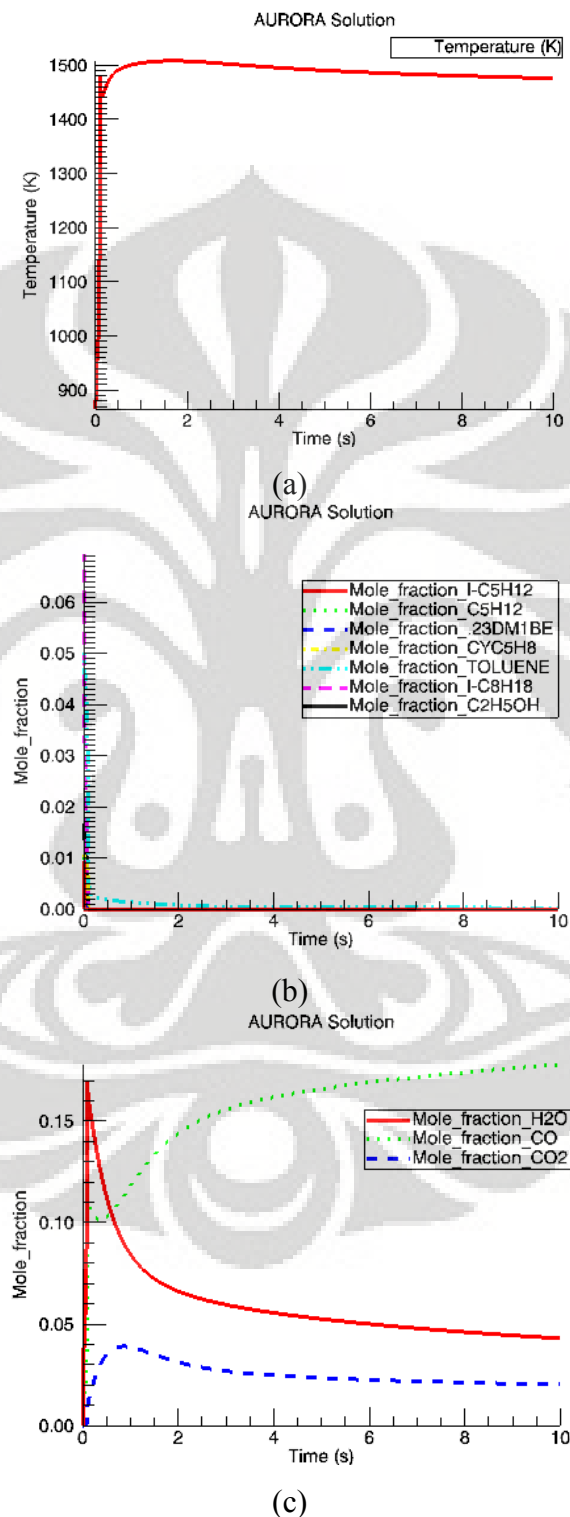 AURORA Solution
Temperature (K)
1500
1400
1300
1200
1100
1000
900
Temperature (K)
0 2 4 6 8 10
Time (s)
(a)
AURORA Solution
Mole_fraction_I-C5H12
Mole_fraction_C5H12
Mole_fraction_.23DM1BE
Mole_fraction_CYC5H8
Mole_fraction_TOLUENE
Mole_fraction_I-C8H18
Mole_fraction_C2H5OH
0.06
0.05
0.04
0.03
0.02
0.01
0.00
Mole_fraction
0 2 4 6 8 10
Time (s)
(b)
AURORA Solution
Mole_fraction_H2O
Mole_fraction_CO
Mole_fraction_CO2
0.15
0.10
0.05
0.00
Mole_fraction
0 2 4 6 8 10
Time (s)
(c)